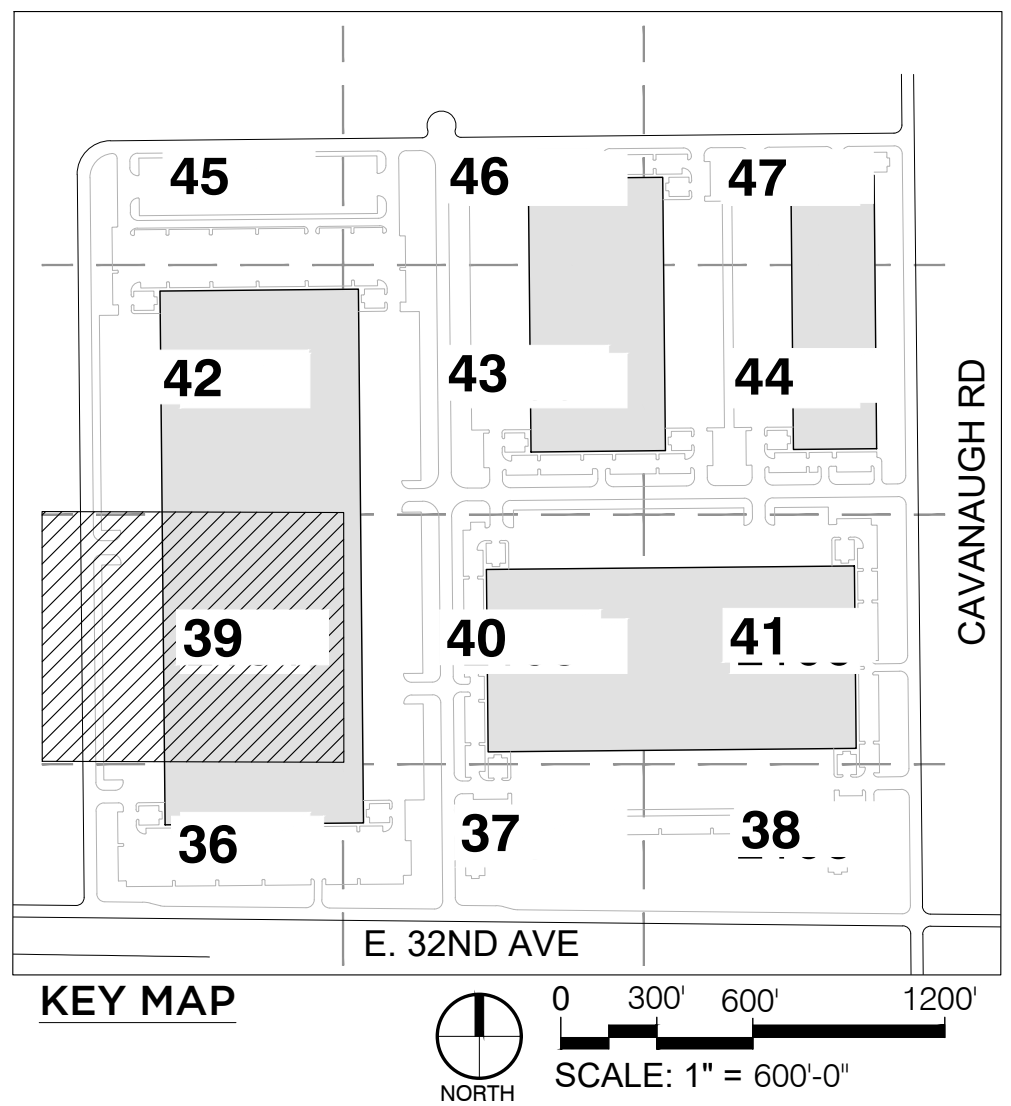 45 46 47
42 43 44
CAVANAUGH RD
39 40 41
36 37 38
E. 32ND AVE
KEY MAP
NORTH
0 300' 600' 1200'
SCALE: 1" = 600'-0"